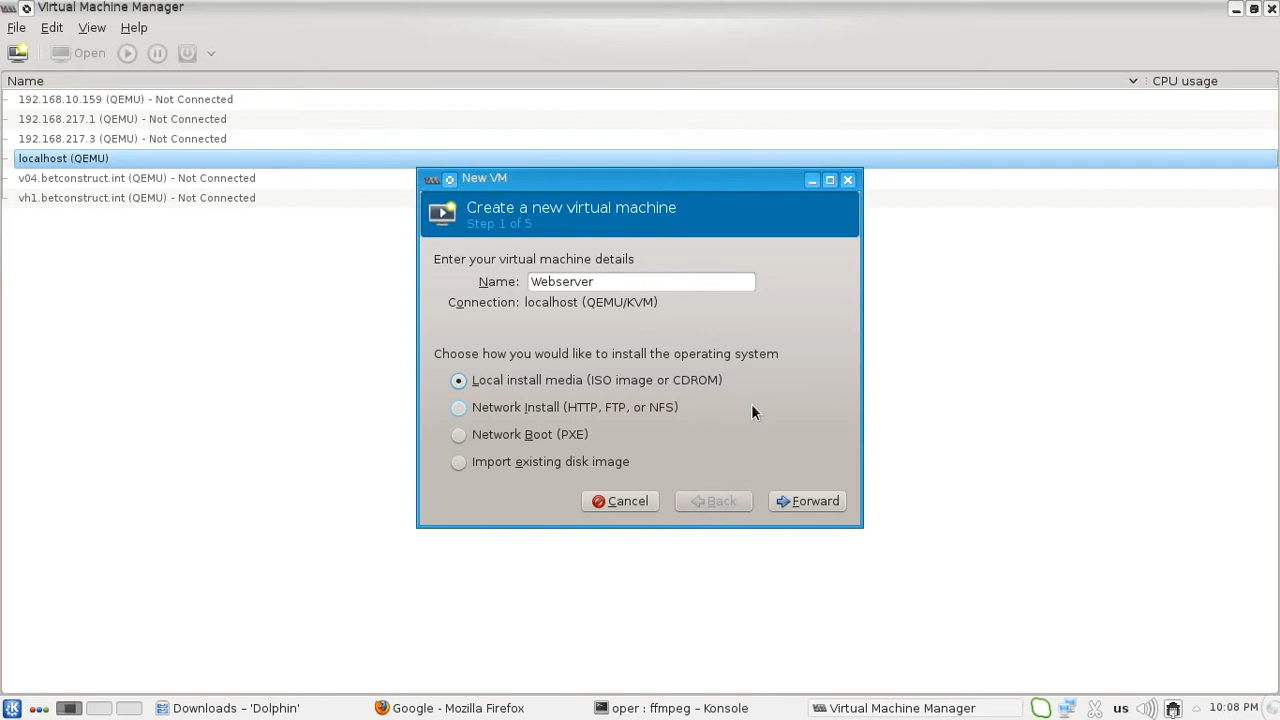 Virtual Machine Manager
File Edit View Help
Open
Name CPU usage
192.168.10.159 (QEMU) - Not Connected
192.168.217.1 (QEMU) - Not Connected
192.168.217.3 (QEMU) - Not Connected
localhost (QEMU)
v04.betconstruct.int (QEMU) - Not Connected
vh1.betconstruct.int (QEMU) - Not Connected
New VM
Create a new virtual machine
Step 1 of 5
Enter your virtual machine details
Name: Webserver
Connection: localhost (QEMU/KVM)
Choose how you would like to install the operating system
Local install media (ISO image or CDROM)
Network Install (HTTP, FTP, or NFS)
Network Boot (PXE)
Import existing disk image
Cancel Back Forward
Downloads – 'Dolphin' Google - Mozilla Firefox oper : ffmpeg – Konsole Virtual Machine Manager us 10:08 PM